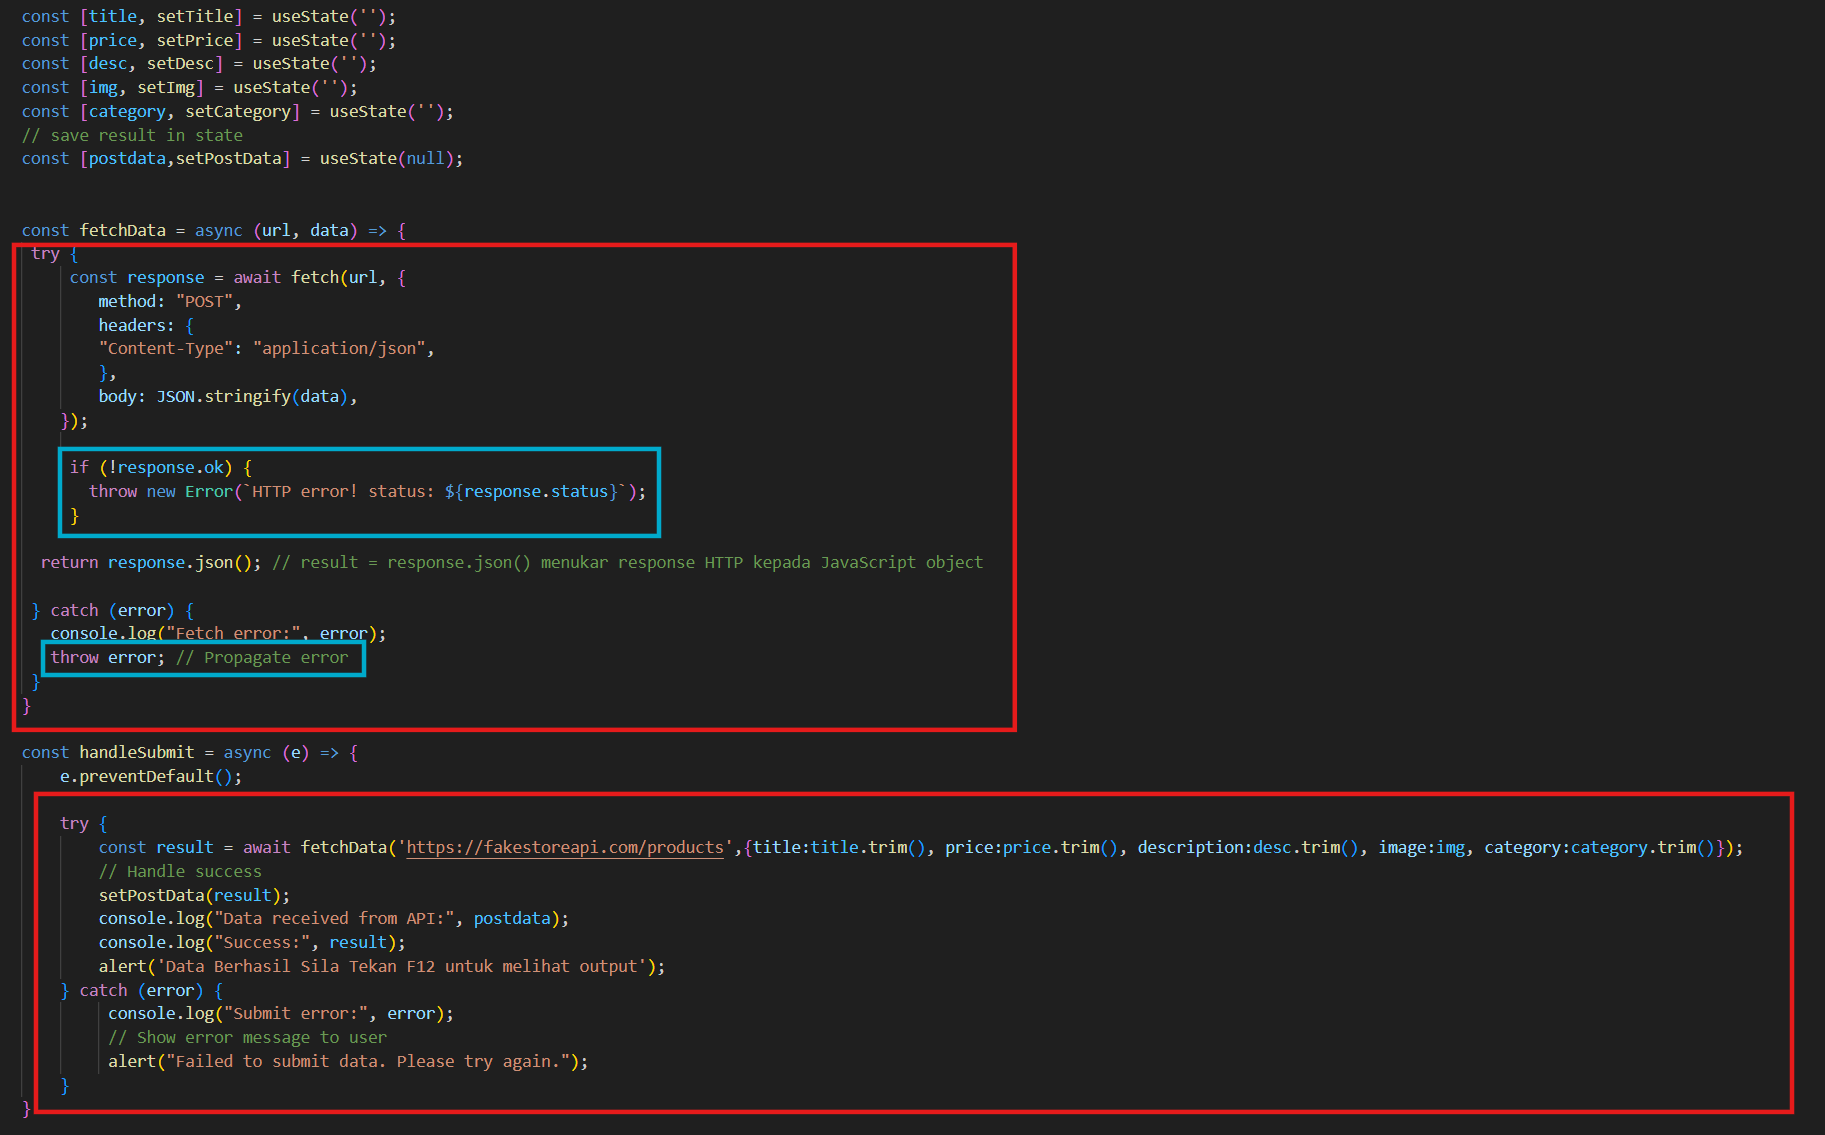 const [title, setTitle] = useState('');
const [price, setPrice] = useState('');
const [desc, setDesc] = useState('');
const [img, setImg] = useState('');
const [category, setCategory] = useState('');
// save result in state
const [postdata,setPostData] = useState(null);
const fetchData = async (url, data) => {
try {
const response = await fetch(url, {
method: "POST",
headers: {
"Content-Type": "application/json",
},
body: JSON.stringify(data),
});
if (!response.ok) {
throw new Error(`HTTP error! status: ${response.status}`);
}
return response.json(); // result = response.json() menukar response HTTP kepada JavaScript object
} catch (error) {
console.log("Fetch error:", error);
throw error; // Propagate error
}
}
const handleSubmit = async (e) => {
e.preventDefault();
try {
const result = await fetchData('https://fakestoreapi.com/products',{title:title.trim(), price:price.trim(), description:desc.trim(), image:img, category:category.trim()});
// Handle success
setPostData(result);
console.log("Data received from API:", postdata);
console.log("Success:", result);
alert('Data Berhasil Sila Tekan F12 untuk melihat output');
} catch (error) {
console.log("Submit error:", error);
// Show error message to user
alert("Failed to submit data. Please try again.");
}
}